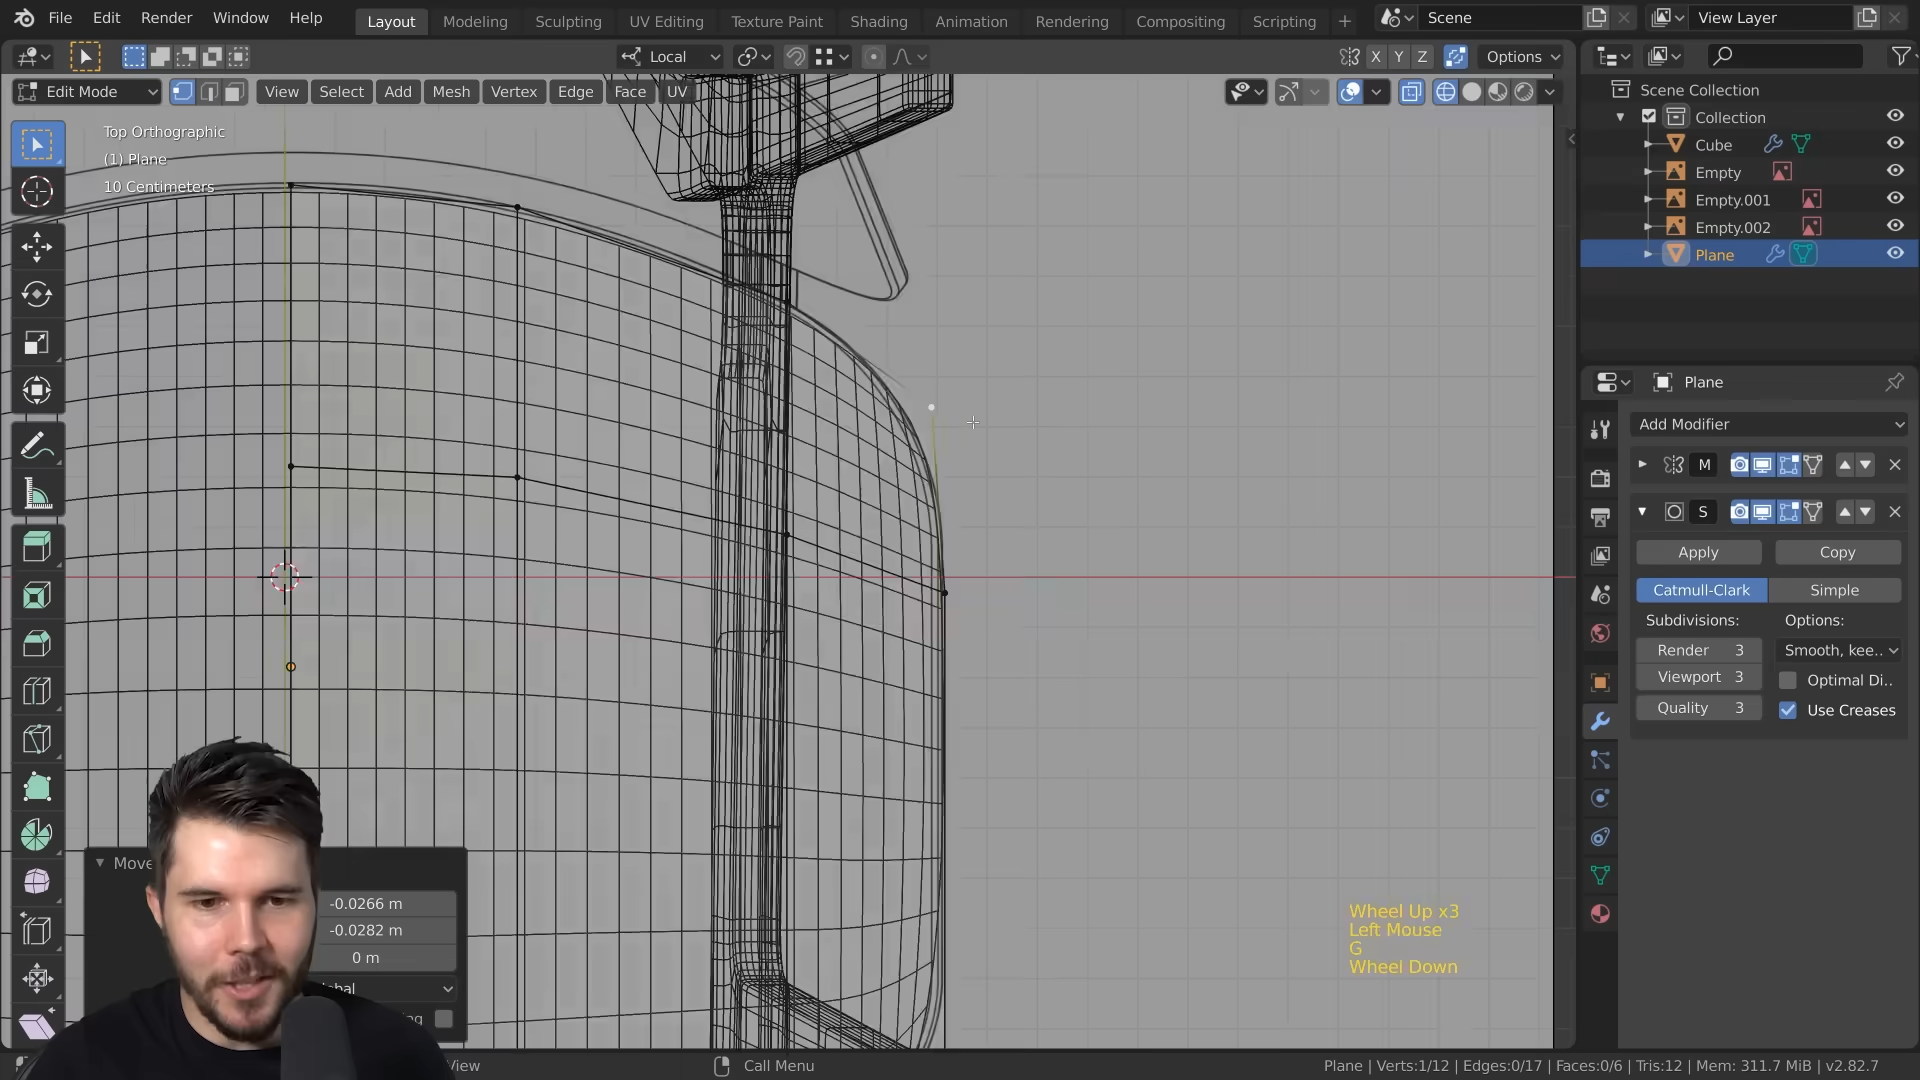 File Edit Render Window Help Layout Modeling Sculpting UV Editing Texture Paint Shading Animation Rendering Compositing Scripting + Scene View Layer
Local X Y Z Options
Edit Mode View Select Add Mesh Vertex Edge Face UV
Scene Collection
Collection
Cube
Empty
Empty.001
Empty.002
Plane
Top Orthographic
(1) Plane
10 Centimeters
Plane
Add Modifier
M
S
Apply Copy
Catmull-Clark Simple
Subdivisions: Options:
Render 3 Smooth, kee..
Viewport 3 Optimal Di..
Quality 3 Use Creases
Move
-0.0266 m
-0.0282 m
0 m
Wheel Up x3
Left Mouse
G
Wheel Down
View Call Menu Plane | Verts:1/12 | Edges:0/17 | Faces:0/6 | Tris:12 | Mem: 311.7 MiB | v2.82.7